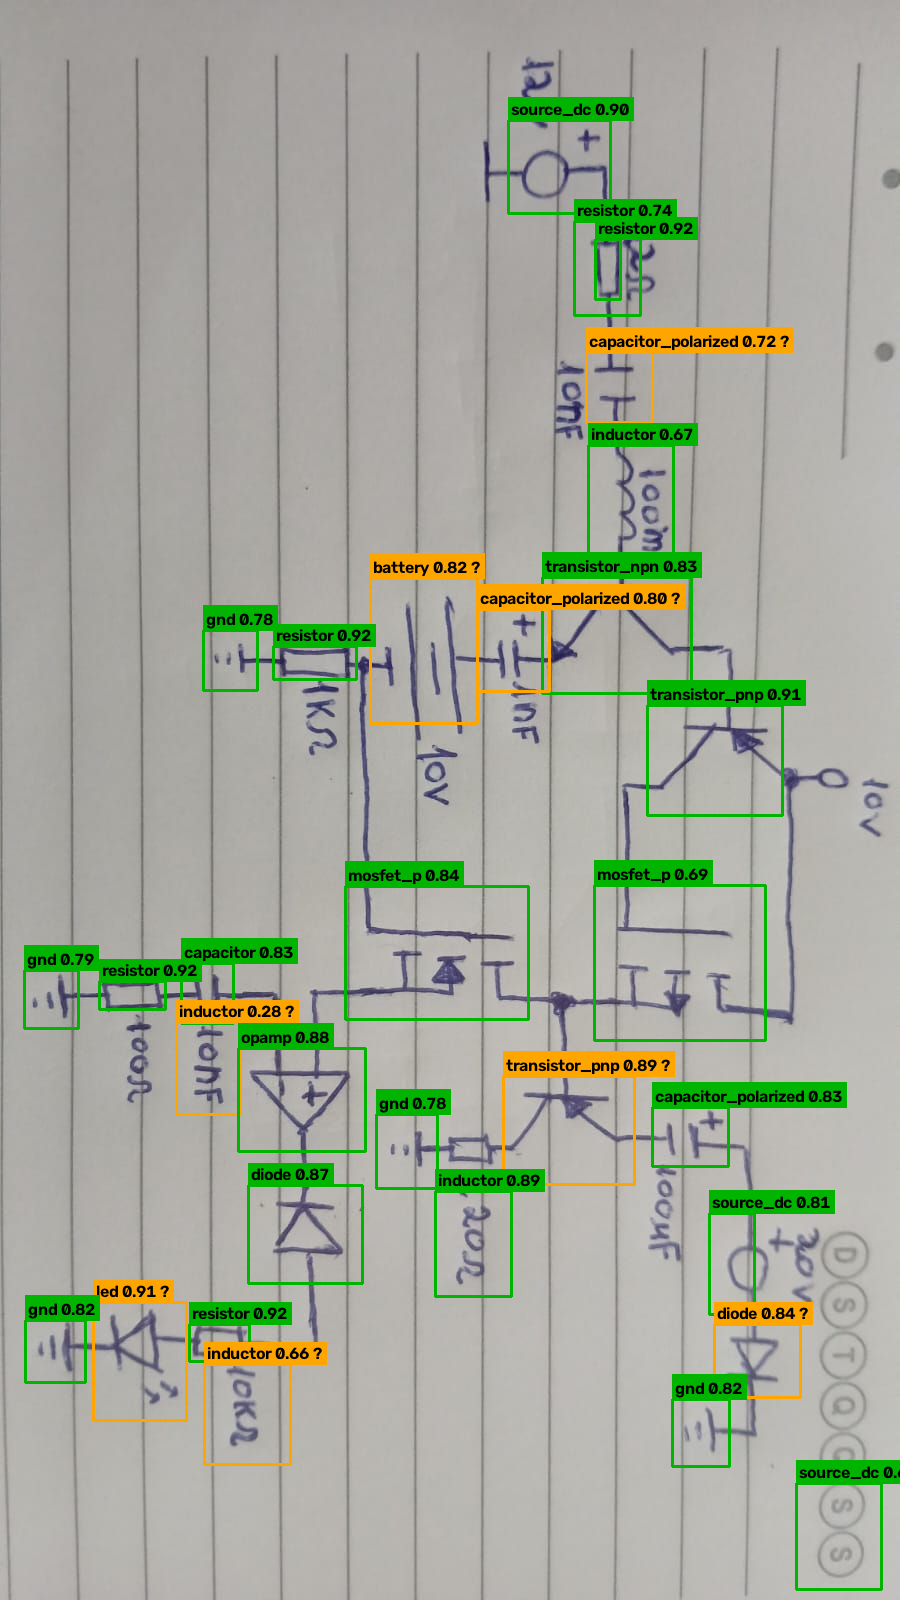 source_dc 0.90
resistor 0.74
resistor 0.92
2Ω
capacitor_polarized 0.72 ?
10nF
inductor 0.67
100m
transistor_npn 0.83
battery 0.82 ?
capacitor_polarized 0.80 ?
+
gnd 0.78
resistor 0.92
1KΩ
1nF
10V
transistor_pnp 0.91
10V
mosfet_p 0.84
mosfet_p 0.69
gnd 0.79
resistor 0.92
capacitor 0.83
inductor 0.28 ?
100Ω
10nF
opamp 0.88
+
transistor_pnp 0.89 ?
gnd 0.78
capacitor_polarized 0.83
+
diode 0.87
inductor 0.89
20Ω
100uF
source_dc 0.81
+
20V
gnd 0.82
led 0.91 ?
resistor 0.92
inductor 0.66 ?
10KΩ
diode 0.84 ?
gnd 0.82
source_dc
D S T Q Q S S